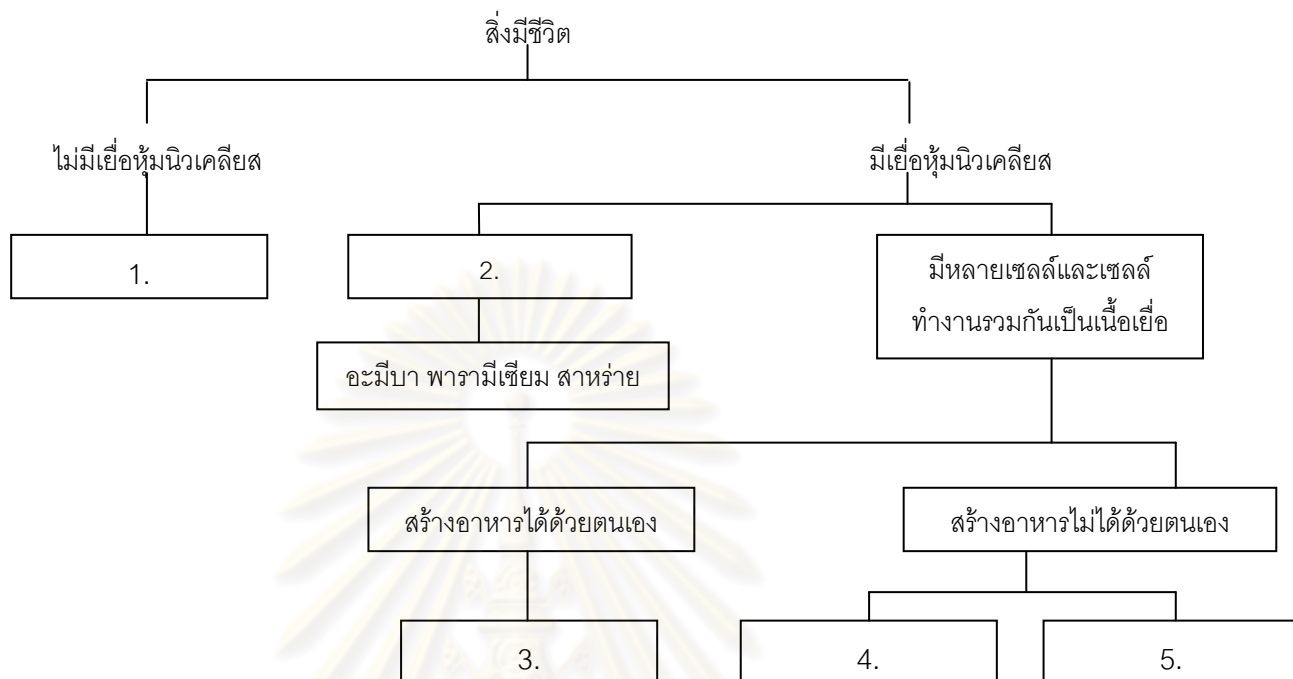 สิ่งมีชีวิต
ไม่มีเยื่อหุ้มนิวเคลียส
มีเยื่อหุ้มนิวเคลียส
1.
2.
มีหลายเซลล์และเซลล์
ทำงานรวมกันเป็นเนื้อเยื่อ
อะมีบา พารามีเซียม สาหร่าย
สร้างอาหารได้ด้วยตนเอง
สร้างอาหารไม่ได้ด้วยตนเอง
3.
4.
5.